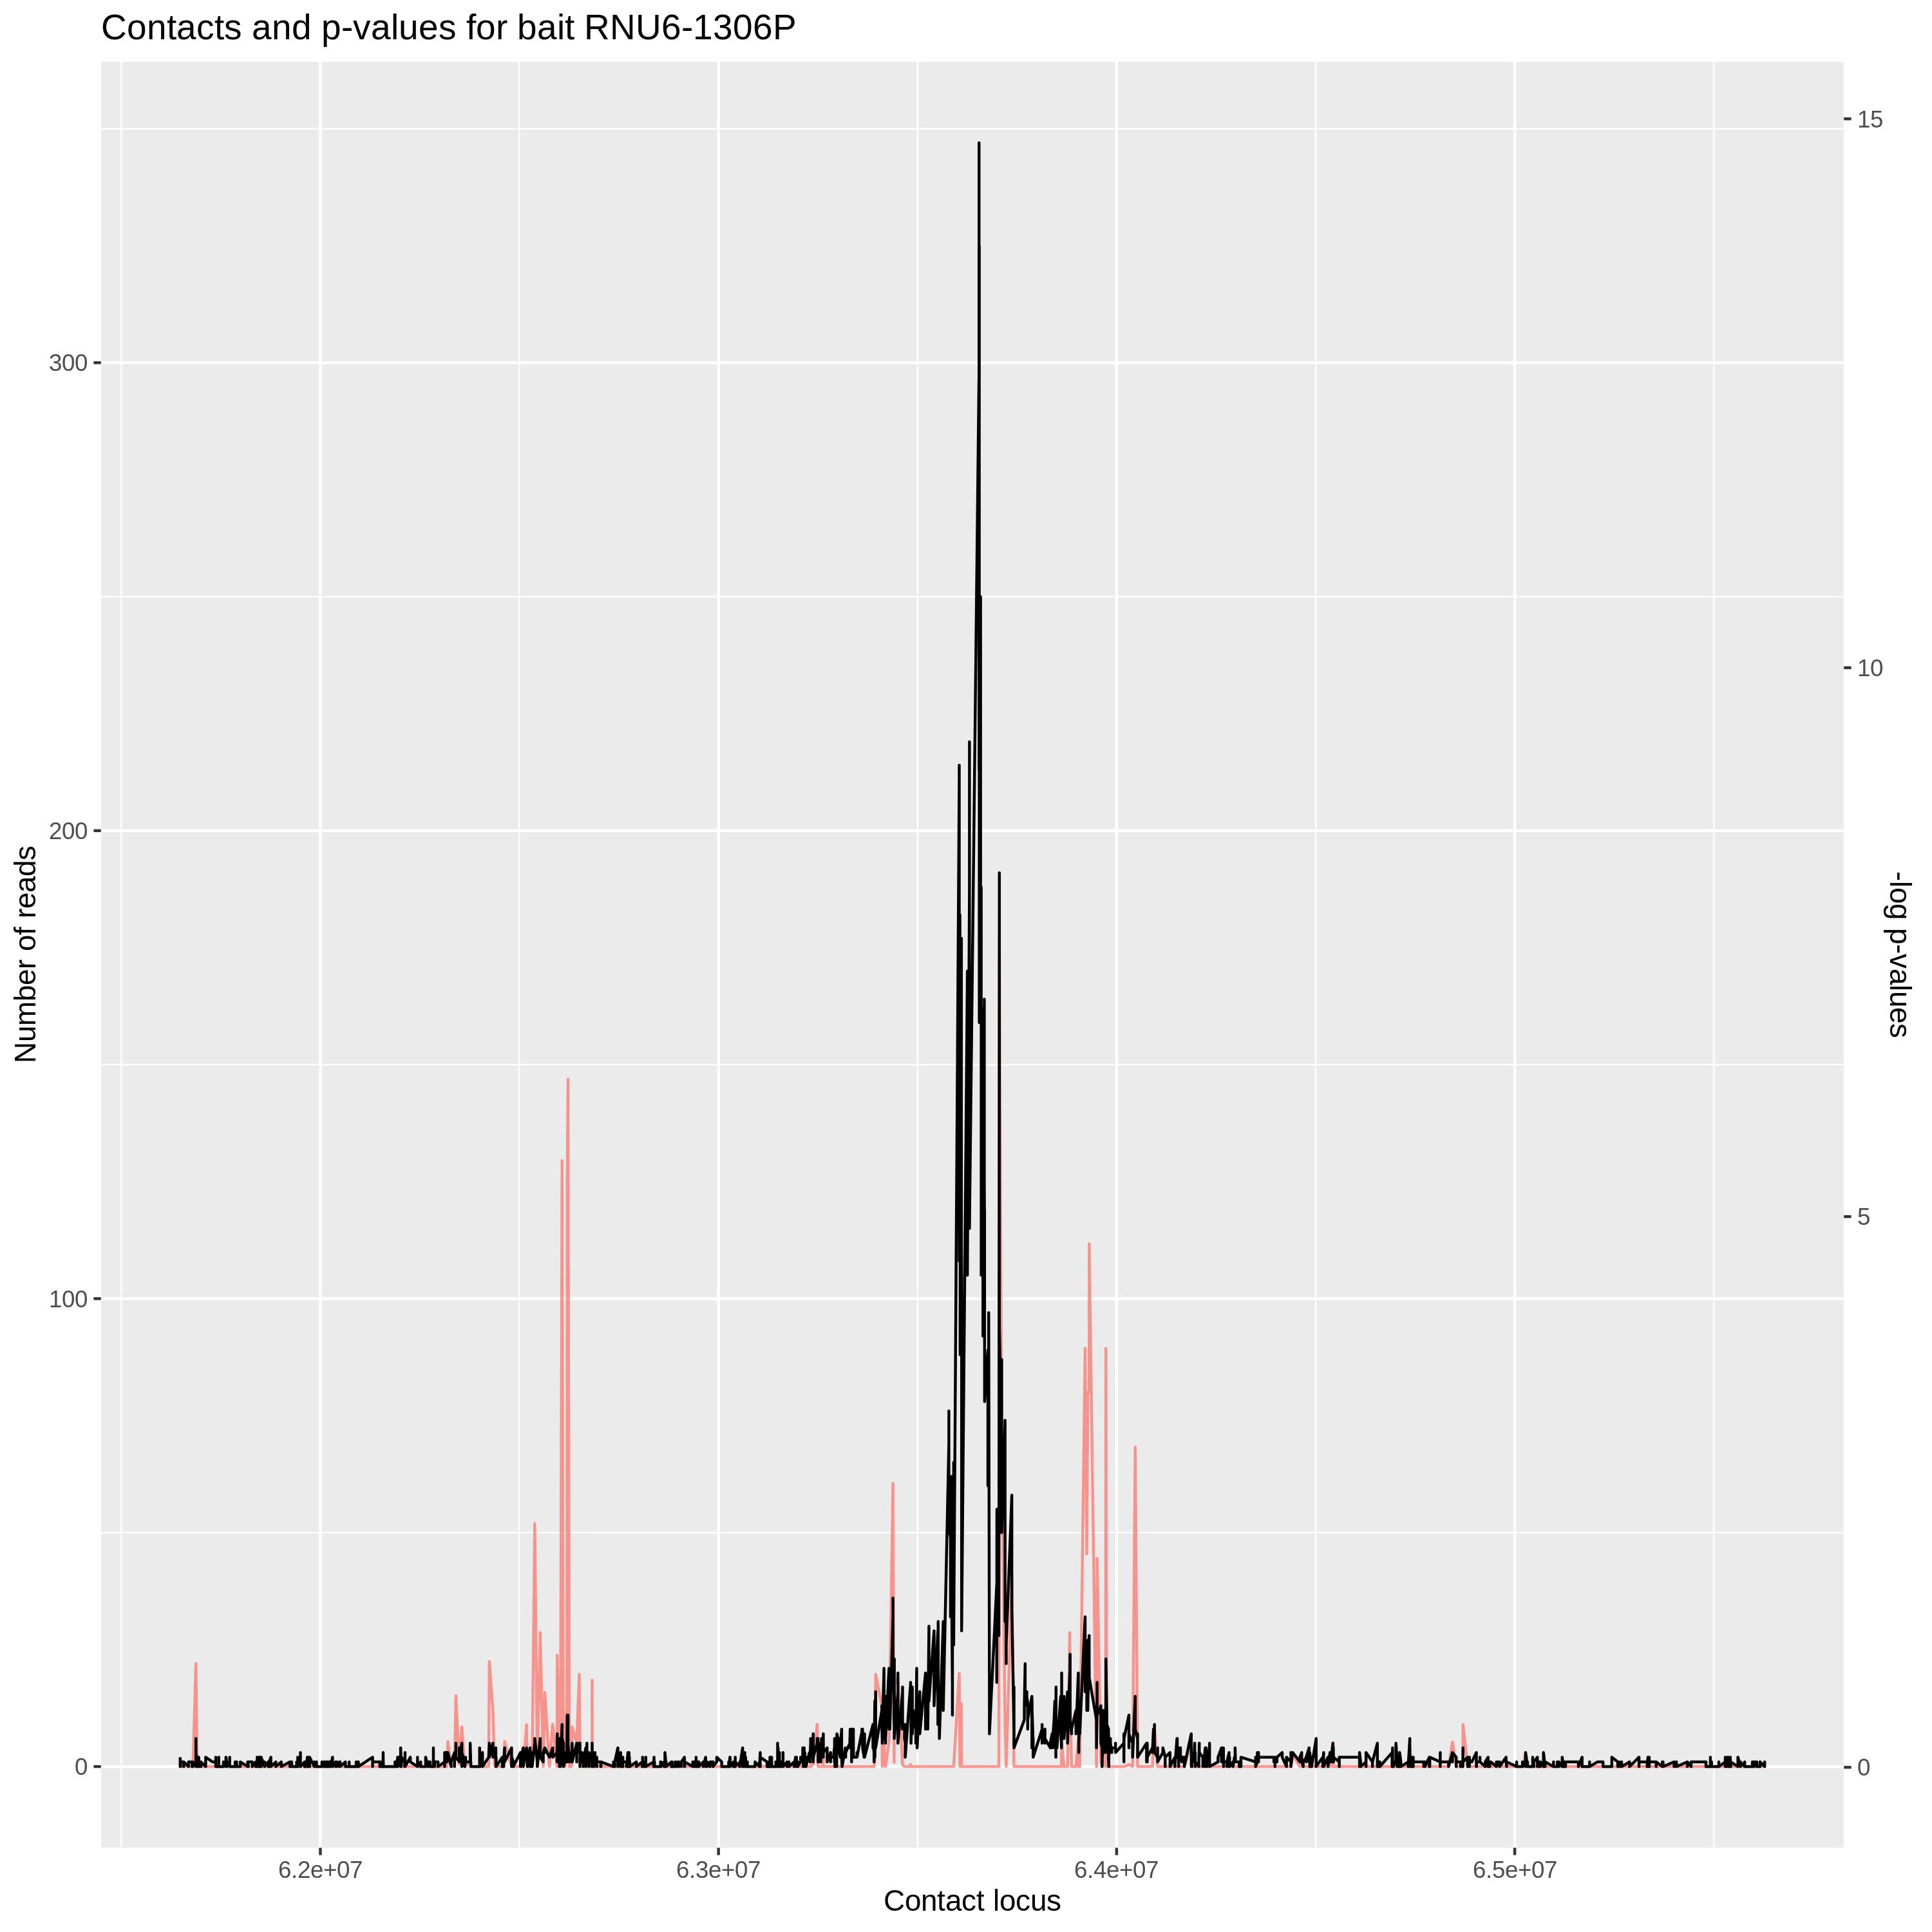 Contacts and p-values for bait RNU6-1306P
Number of reads
300
200
100
0
15
10
5
0
-log p-values
6.2e+07
6.3e+07
6.4e+07
6.5e+07
Contact locus